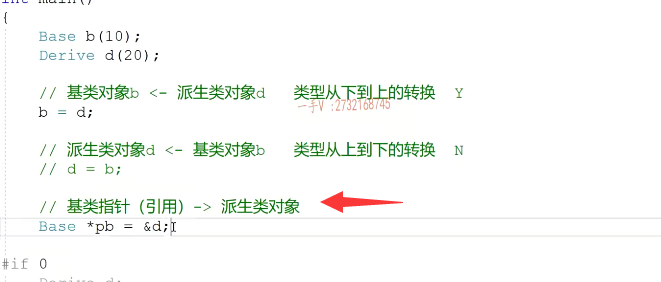 int main()
{
Base b(10);
Derive d(20);
// 基类对象b <- 派生类对象d 类型从下到上的转换 Y
一手V :2732168745
b = d;
// 派生类对象d <- 基类对象b 类型从上到下的转换 N
// d = b;
// 基类指针（引用）-> 派生类对象
Base *pb = &d;
#if 0
Derive d;